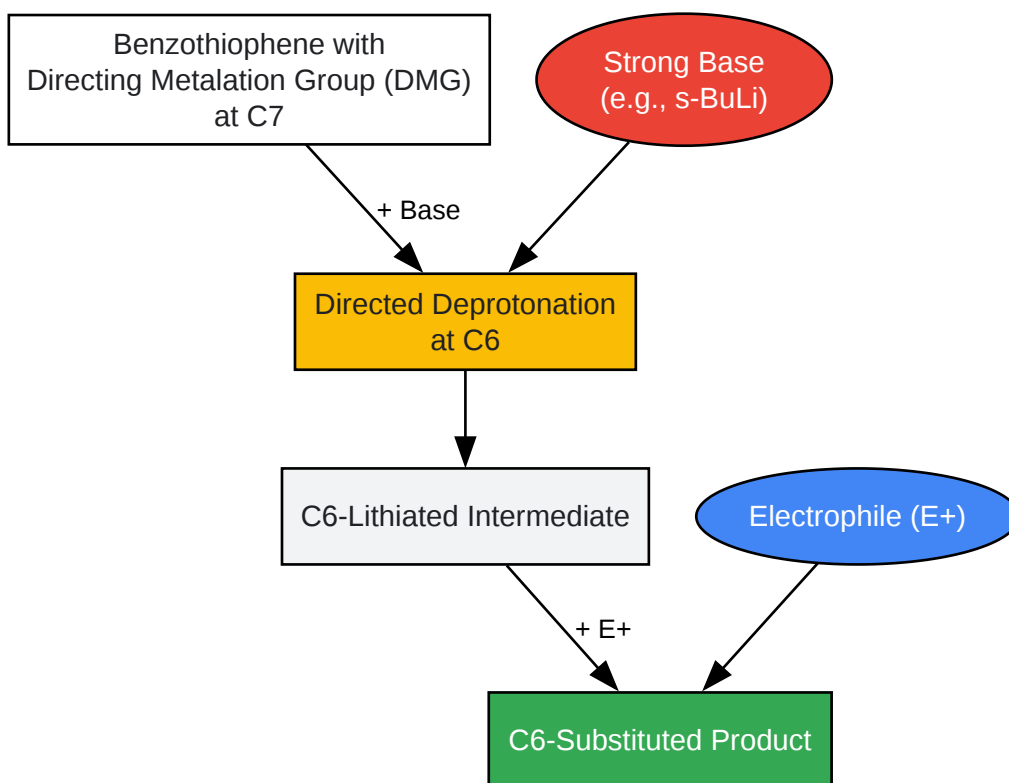 Benzothiophene with
Directing Metalation Group (DMG)
at C7
Strong Base
(e.g., s-BuLi)
+ Base
Directed Deprotonation
at C6
C6-Lithiated Intermediate
Electrophile (E+)
+ E+
C6-Substituted Product